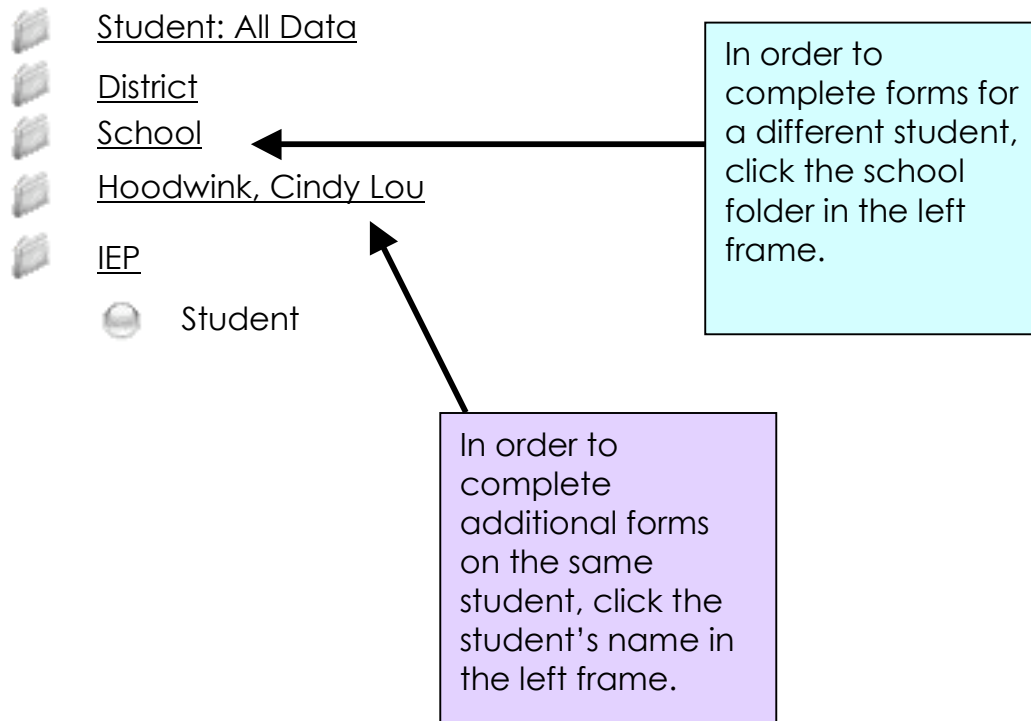 Student: All Data
District
School
Hoodwink, Cindy Lou
IEP
Student
In order to
complete forms for
a different student,
click the school
folder in the left
frame.
In order to
complete
additional forms
on the same
student, click the
student’s name in
the left frame.